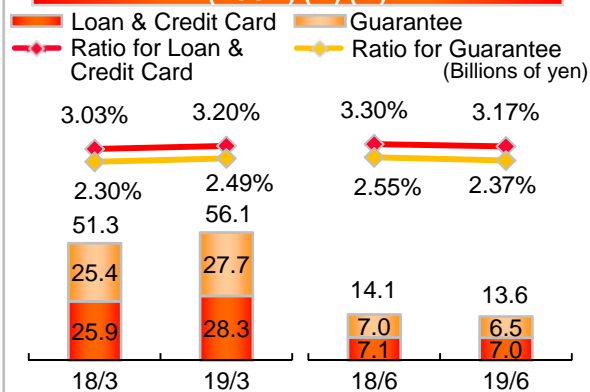 Loan & Credit Card
Guarantee
Ratio for Loan &
Credit Card
Ratio for Guarantee
(Billions of yen)
3.03% 3.20% 3.30% 3.17%
2.30% 2.49% 2.55% 2.37%
51.3 56.1 14.1 13.6
25.4 27.7 7.0 6.5
25.9 28.3 7.1 7.0
18/3 19/3 18/6 19/6